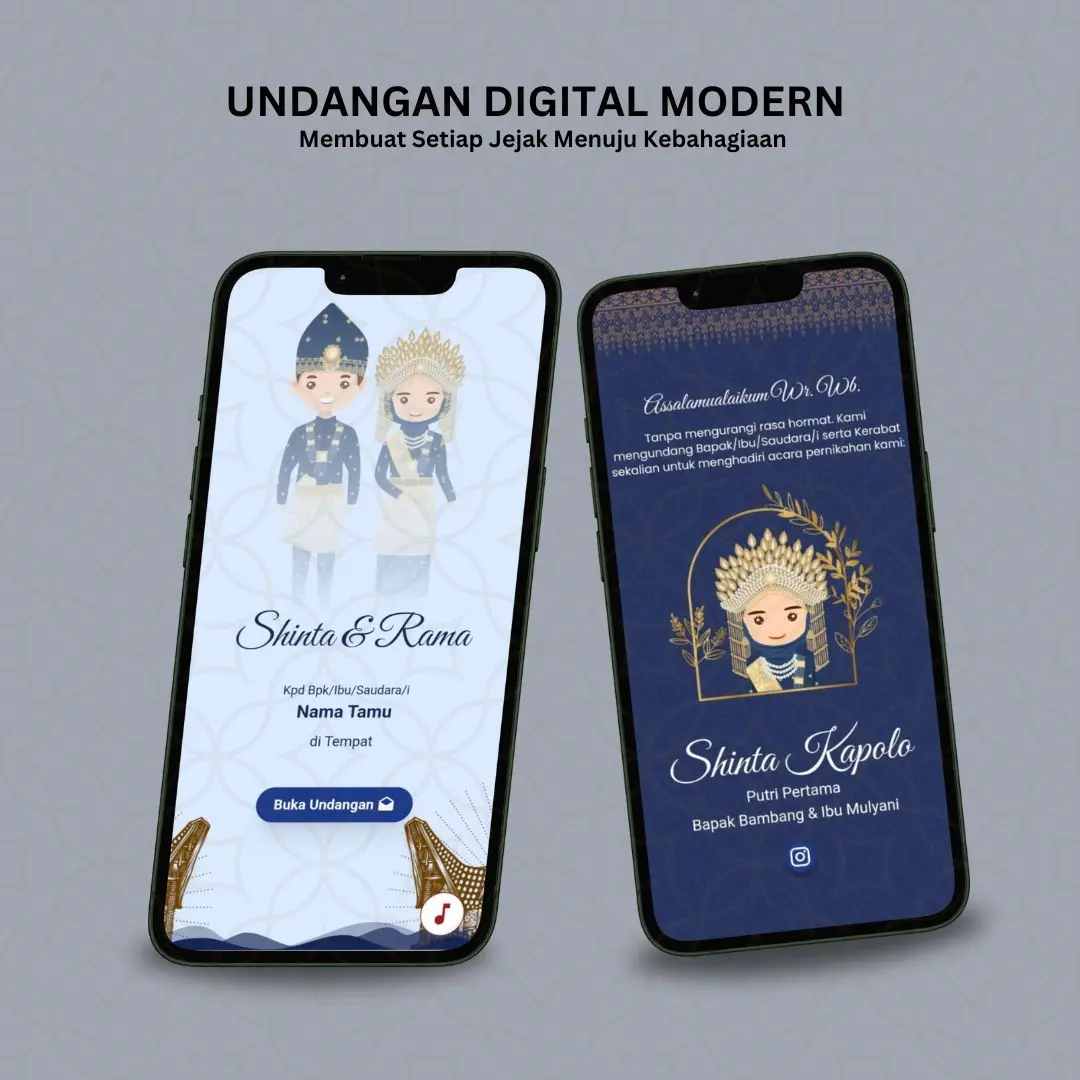 UNDANGAN DIGITAL MODERN
Membuat Setiap Jejak Menuju Kebahagiaan
Shinta & Rama
Kpd Bpk/Ibu/Saudara/i
Nama Tamu
di Tempat
Buka Undangan
Assalamualaikum Wr. Wb.
Tanpa mengurangi rasa hormat. Kami
mengundang Bapak/Ibu/Saudara/i serta Kerabat
sekalian untuk menghadiri acara pernikahan kami:
Shinta Kapolo
Putri Pertama
Bapak Bambang & Ibu Mulyani